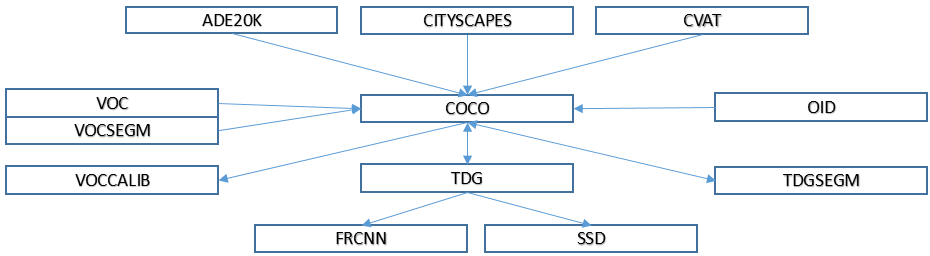 ADE20K
CITYSCAPES
CVAT
VOC
COCO
OID
VOCSEGM
VOCCALIB
TDG
TDGSEGM
FRCNN
SSD